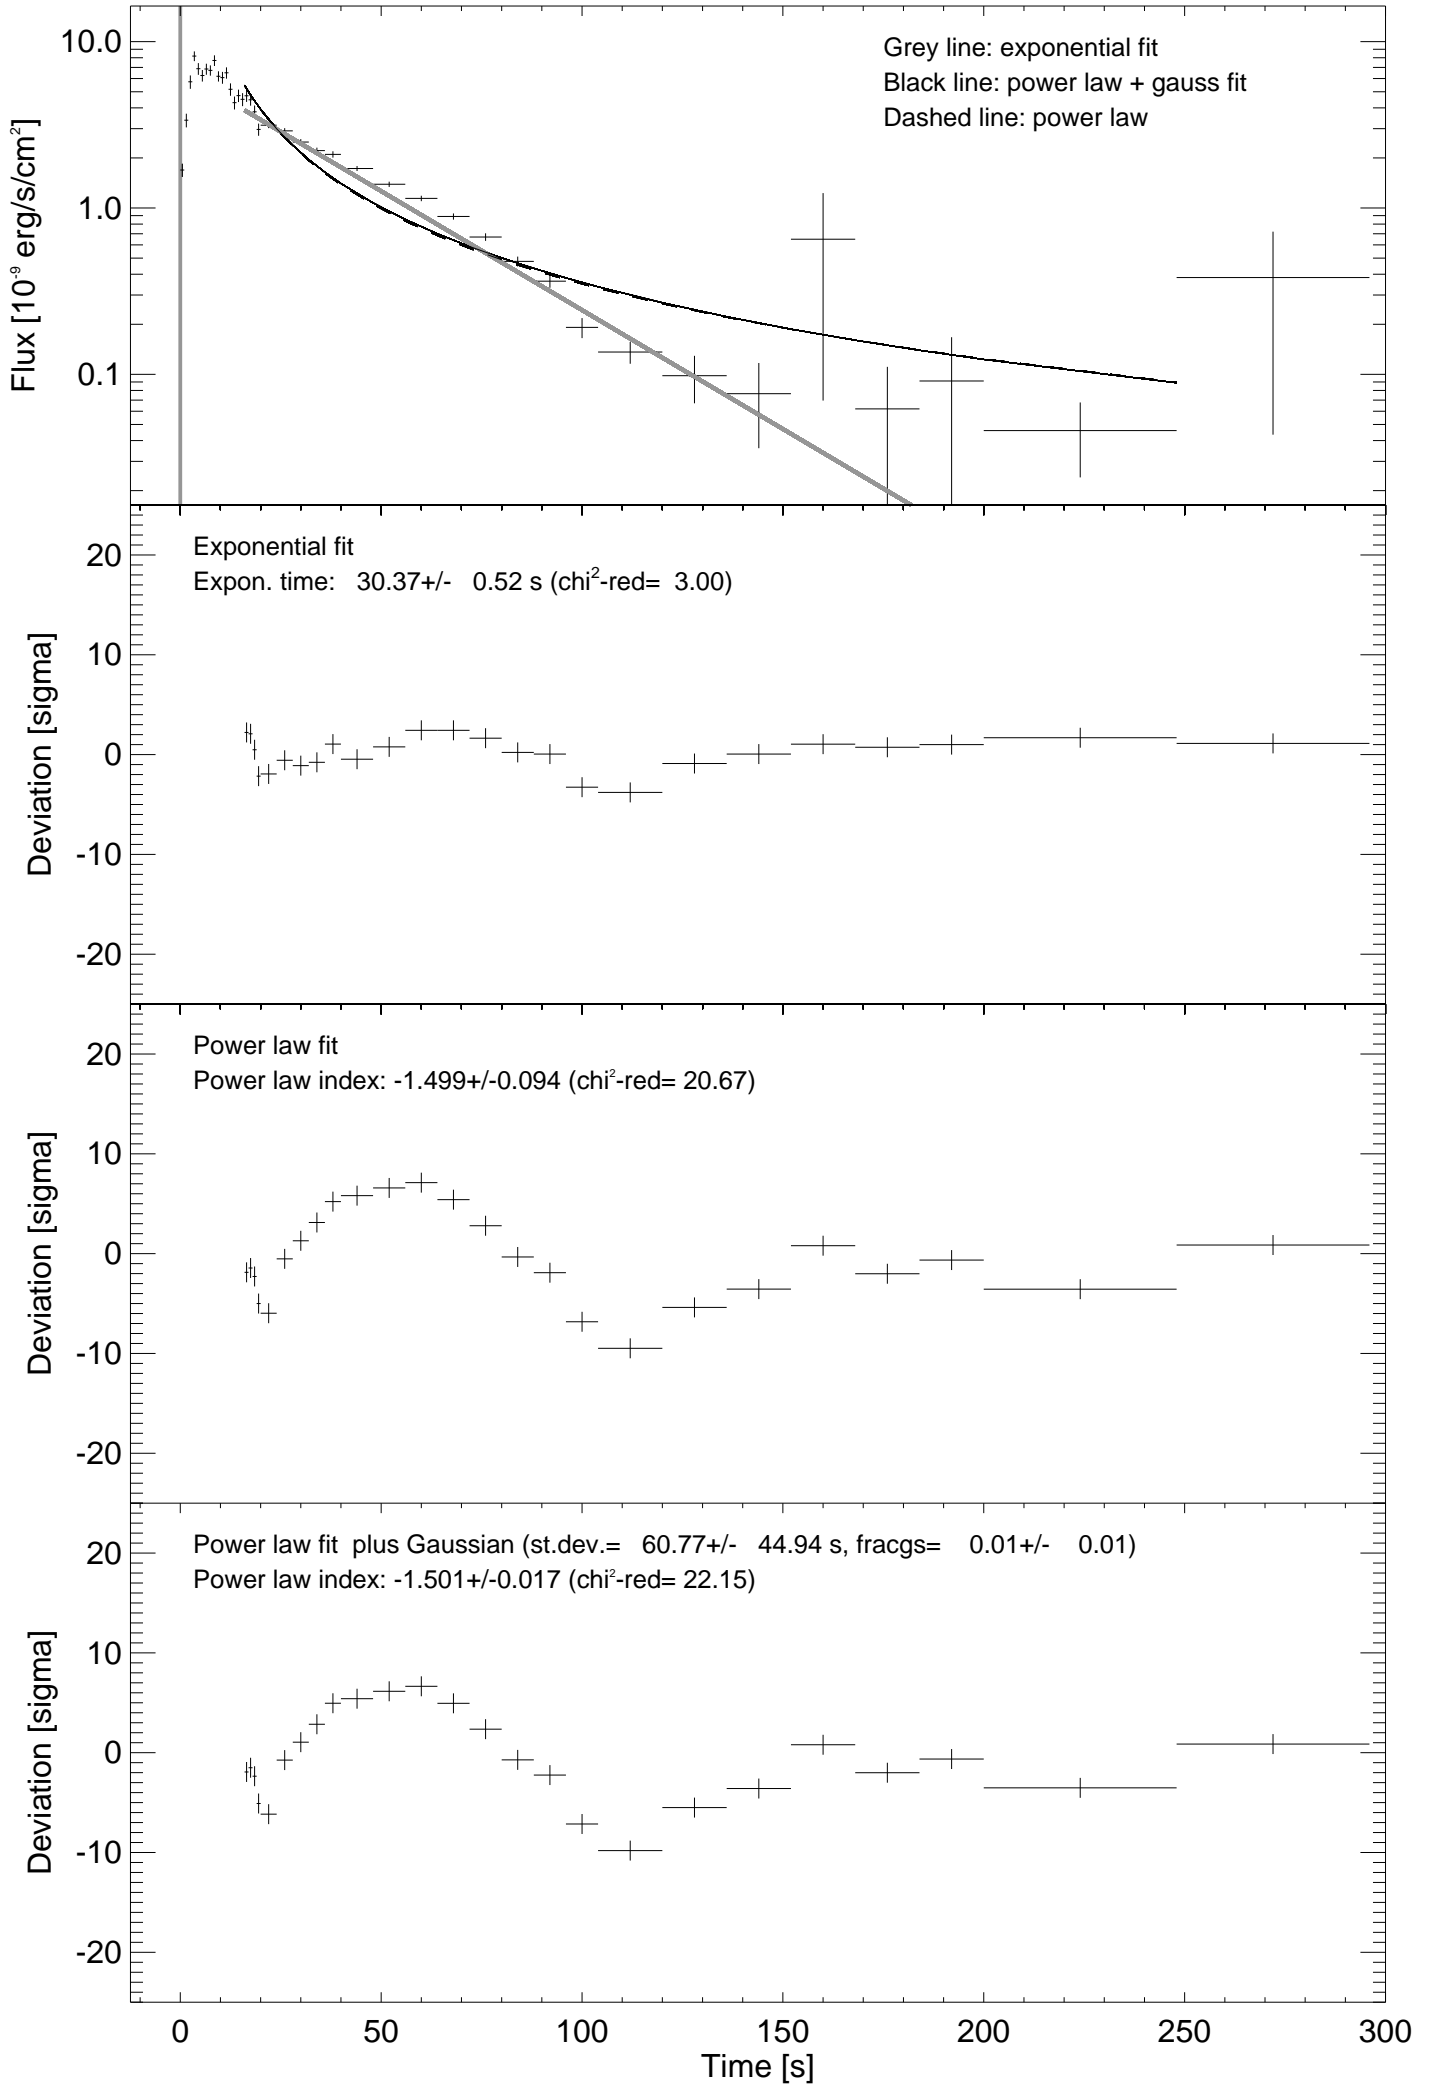 Flux [10⁻⁹ erg/s/cm²]
10.0
1.0
0.1
Grey line: exponential fit
Black line: power law + gauss fit
Dashed line: power law
Deviation [sigma]
20
10
0
-10
-20
Exponential fit
Expon. time: 30.37+/- 0.52 s (chi²-red= 3.00)
Deviation [sigma]
20
10
0
-10
-20
Power law fit
Power law index: -1.499+/-0.094 (chi²-red= 20.67)
Deviation [sigma]
20
10
0
-10
-20
Power law fit plus Gaussian (st.dev.= 60.77+/- 44.94 s, fracgs= 0.01+/- 0.01)
Power law index: -1.501+/-0.017 (chi²-red= 22.15)
0 50 100 150 200 250 300
Time [s]